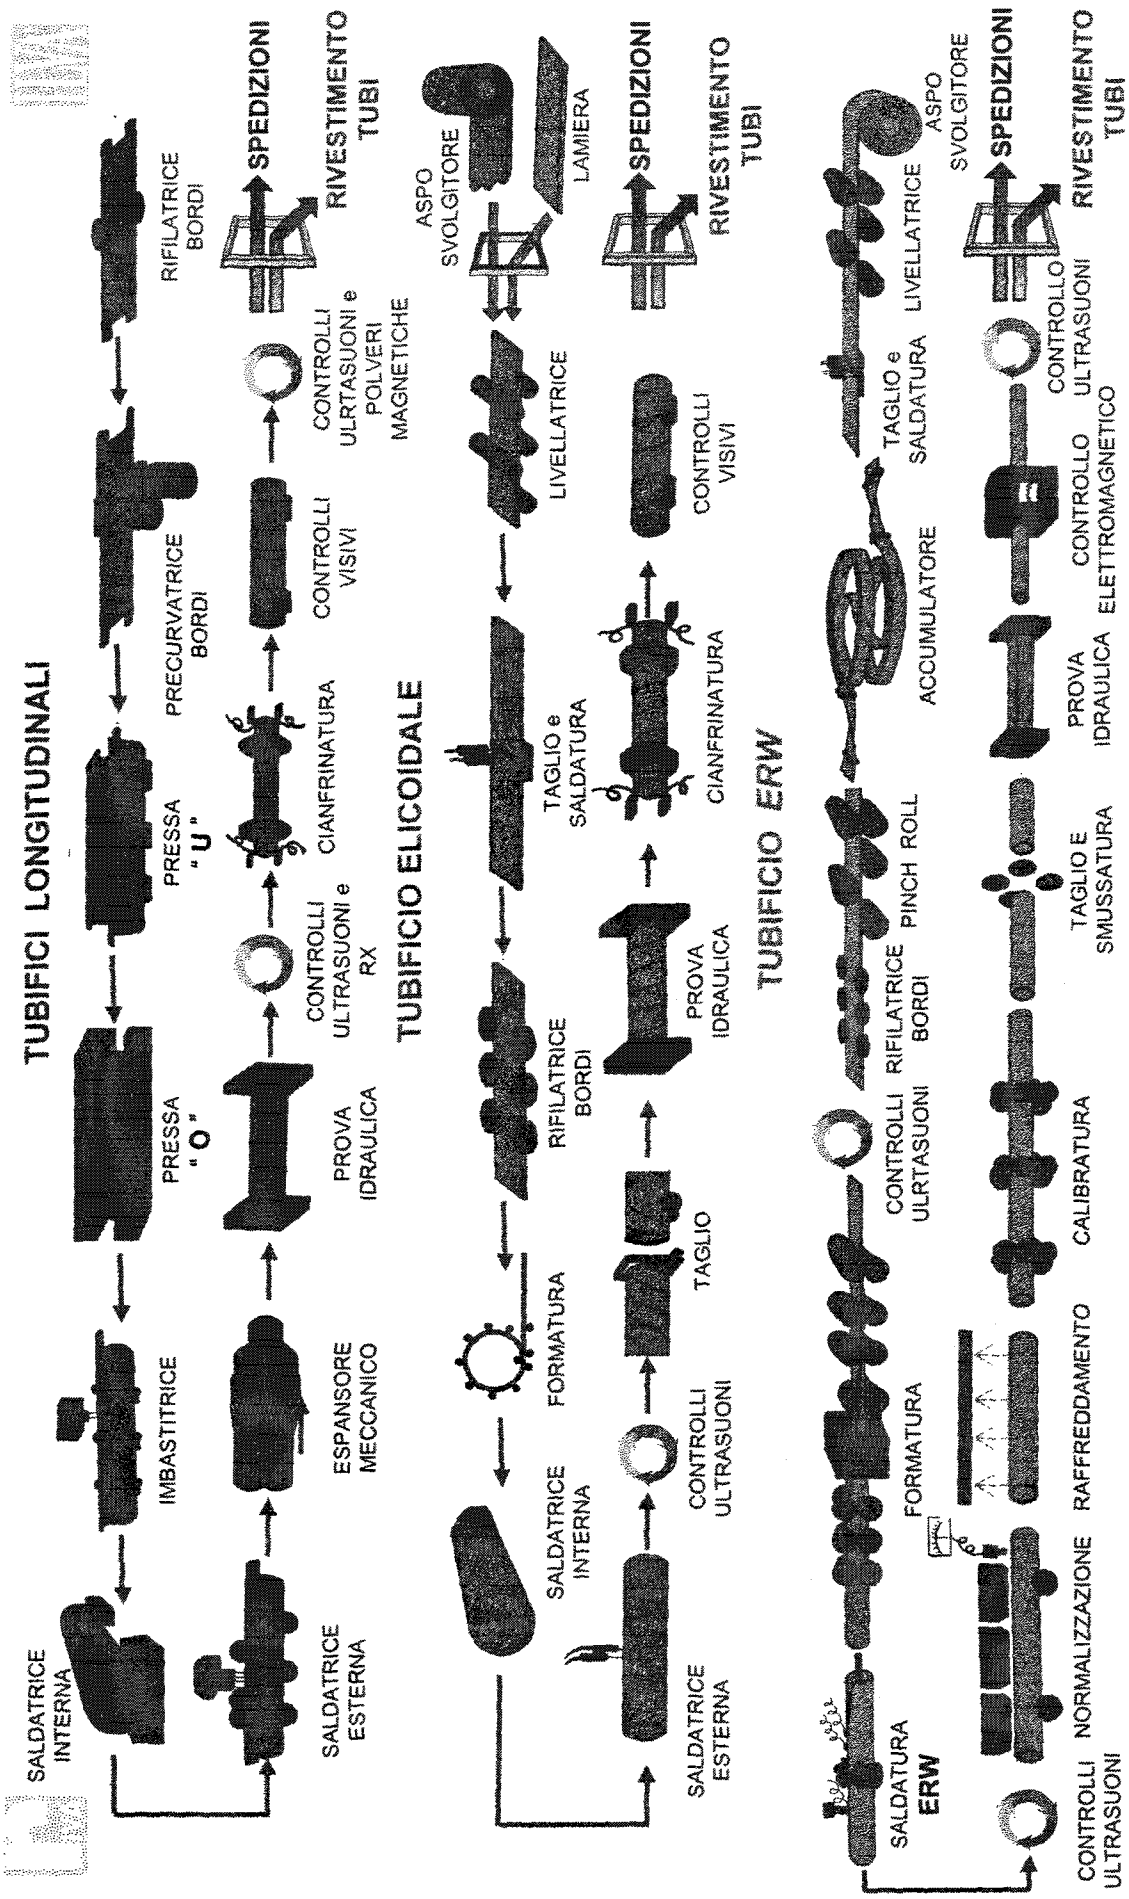 TUBIFICI LONGITUDINALI
RIFILATRICE
BORDI
PRECURVATRICE
BORDI
PRESSA
"U"
PRESSA
"O"
IMBASTITRICE
SALDATRICE
INTERNA
SALDATRICE
ESTERNA
ESPANSORE
MECCANICO
PROVA
IDRAULICA
CONTROLLI
ULTRASUONI e
RX
CIANFRINATURA
CONTROLLI
VISIVI
CONTROLLI
ULRTASUONI e
POLVERI
MAGNETICHE
SPEDIZIONI
RIVESTIMENTO
TUBI
TUBIFICIO ELICOIDALE
ASPO
SVOLGITORE
LAMIERA
LIVELLATRICE
TAGLIO e
SALDATURA
RIFILATRICE
BORDI
FORMATURA
SALDATRICE
INTERNA
SALDATRICE
ESTERNA
CONTROLLI
ULTRASUONI
TAGLIO
PROVA
IDRAULICA
CIANFRINATURA
CONTROLLI
VISIVI
SPEDIZIONI
RIVESTIMENTO
TUBI
TUBIFICIO ERW
ASPO
SVOLGITORE
LIVELLATRICE
TAGLIO e
SALDATURA
ACCUMULATORE
PINCH ROLL
RIFILATRICE
BORDI
CONTROLLI
ULRTASUONI
FORMATURA
SALDATURA
ERW
CONTROLLI
ULTRASUONI
NORMALIZZAZIONE
RAFFREDDAMENTO
CALIBRATURA
TAGLIO E
SMUSSATURA
PROVA
IDRAULICA
CONTROLLO
ELETTROMAGNETICO
CONTROLLO
ULTRASUONI
SPEDIZIONI
RIVESTIMENTO
TUBI